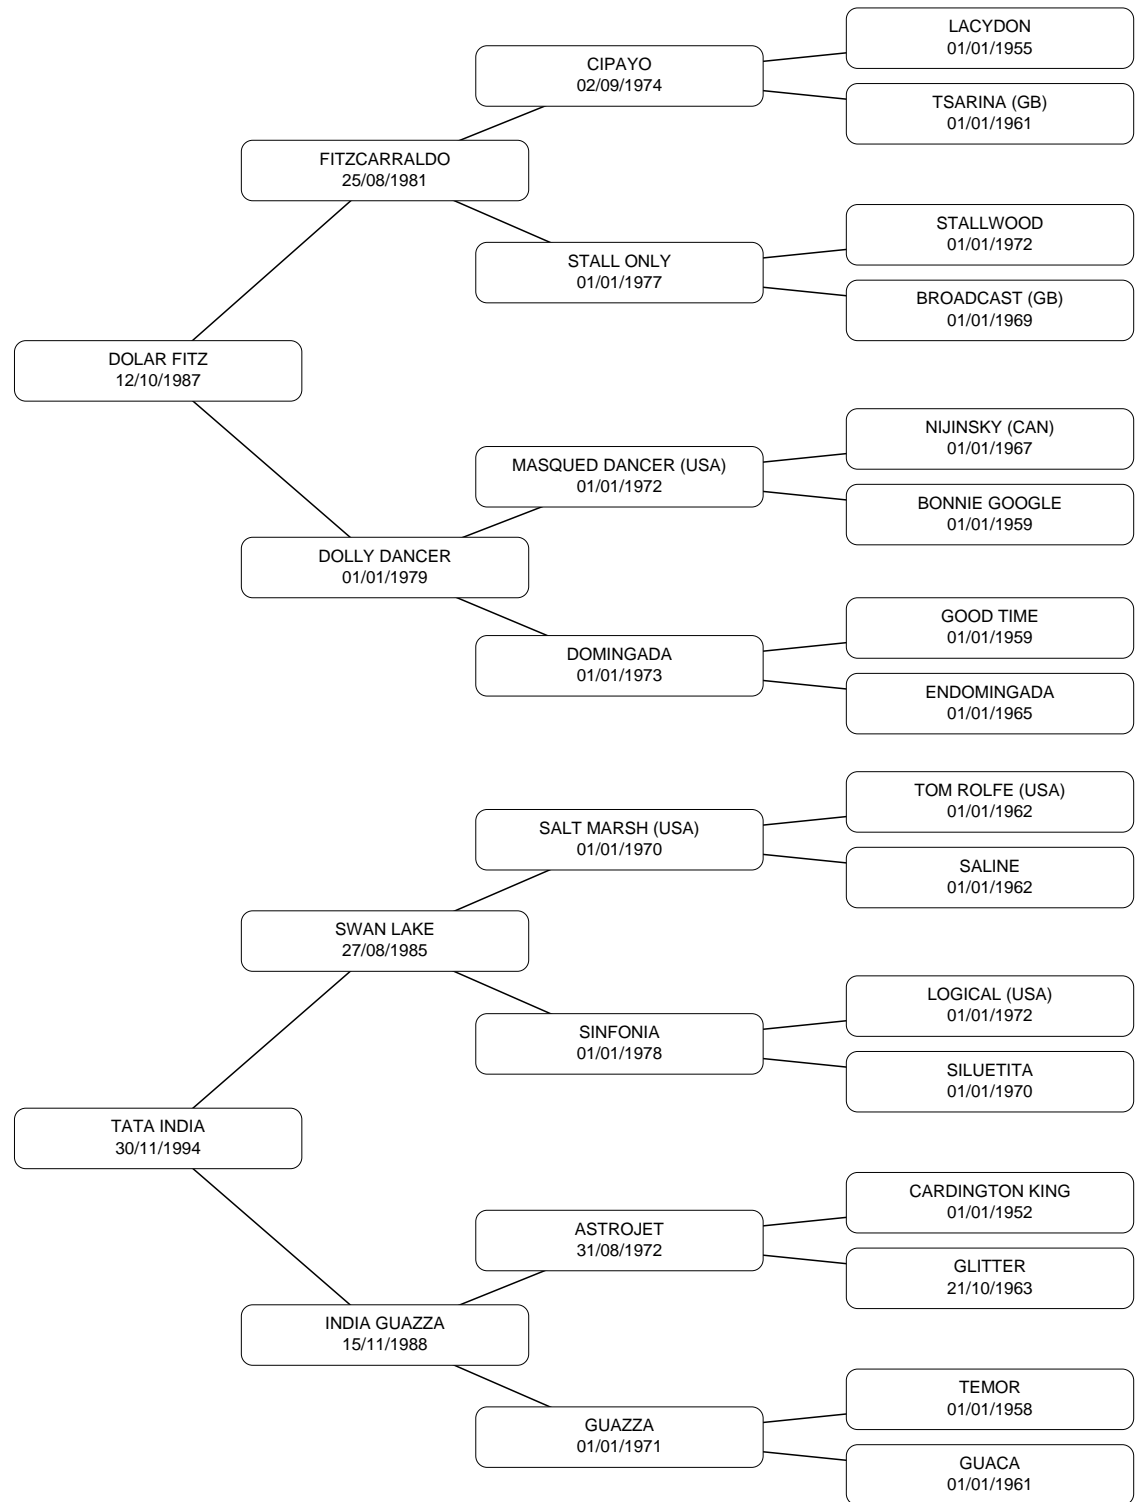 LACYDON
01/01/1955
CIPAYO
02/09/1974
TSARINA (GB)
01/01/1961
FITZCARRALDO
25/08/1981
STALLWOOD
01/01/1972
STALL ONLY
01/01/1977
BROADCAST (GB)
01/01/1969
DOLAR FITZ
12/10/1987
NIJINSKY (CAN)
01/01/1967
MASQUED DANCER (USA)
01/01/1972
BONNIE GOOGLE
01/01/1959
DOLLY DANCER
01/01/1979
GOOD TIME
01/01/1959
DOMINGADA
01/01/1973
ENDOMINGADA
01/01/1965
TOM ROLFE (USA)
01/01/1962
SALT MARSH (USA)
01/01/1970
SALINE
01/01/1962
SWAN LAKE
27/08/1985
LOGICAL (USA)
01/01/1972
SINFONIA
01/01/1978
SILUETITA
01/01/1970
TATA INDIA
30/11/1994
CARDINGTON KING
01/01/1952
ASTROJET
31/08/1972
GLITTER
21/10/1963
INDIA GUAZZA
15/11/1988
TEMOR
01/01/1958
GUAZZA
01/01/1971
GUACA
01/01/1961